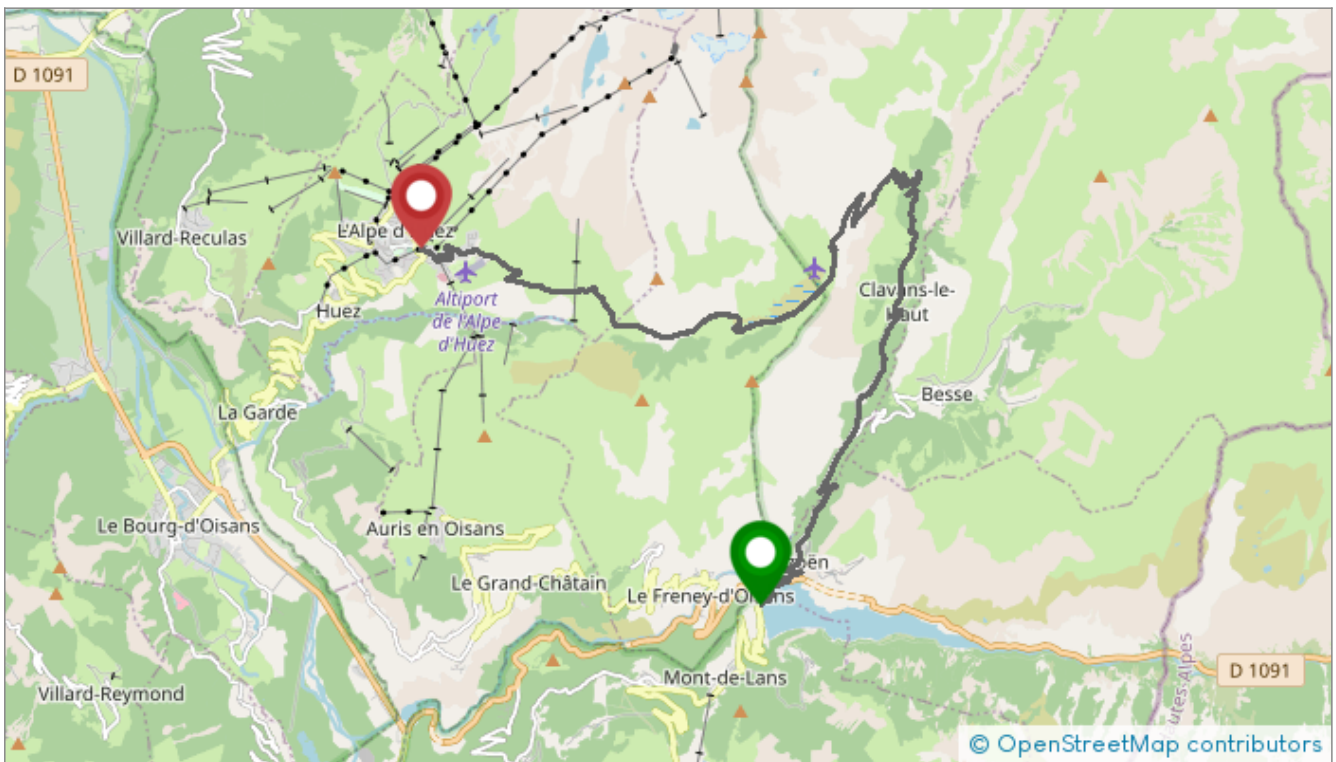 D 1091
L'Alpe d'
Villard-Reculas
Altiport
de l'Alpe
d'Huez
Clavans-le-
Haut
Huez
Besse
La Garde
Le Bourg-d'Oisans
Auris en Oisans
Le Grand-Châtain
Le Freney-d'Oisans
Mont-de-Lans
D 1091
Villard-Reymond
© OpenStreetMap contributors